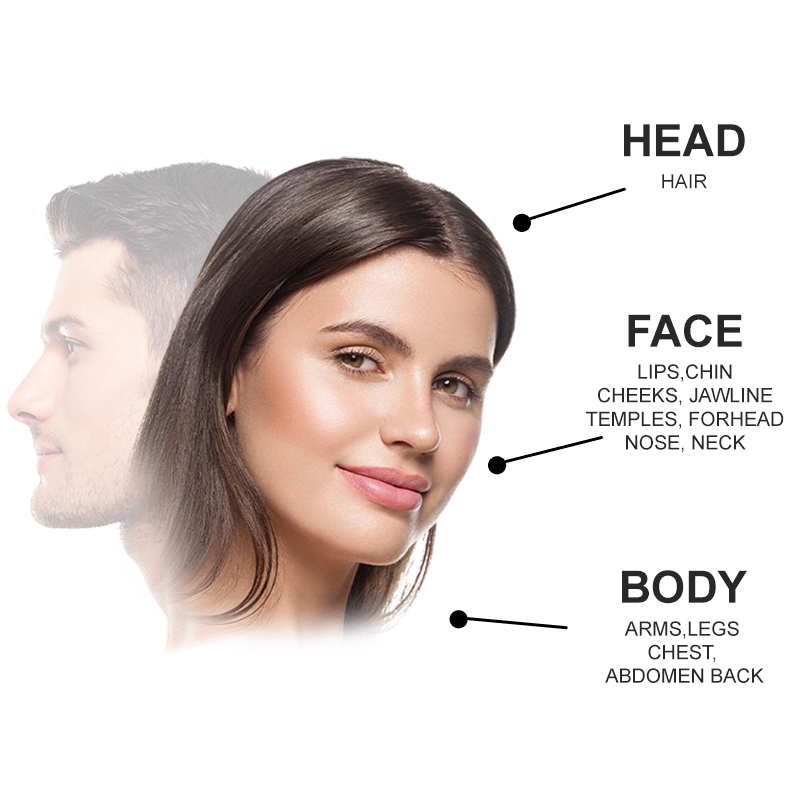 HEAD
HAIR
FACE
LIPS,CHIN
CHEEKS, JAWLINE
TEMPLES, FORHEAD
NOSE, NECK
BODY
ARMS,LEGS
CHEST,
ABDOMEN BACK